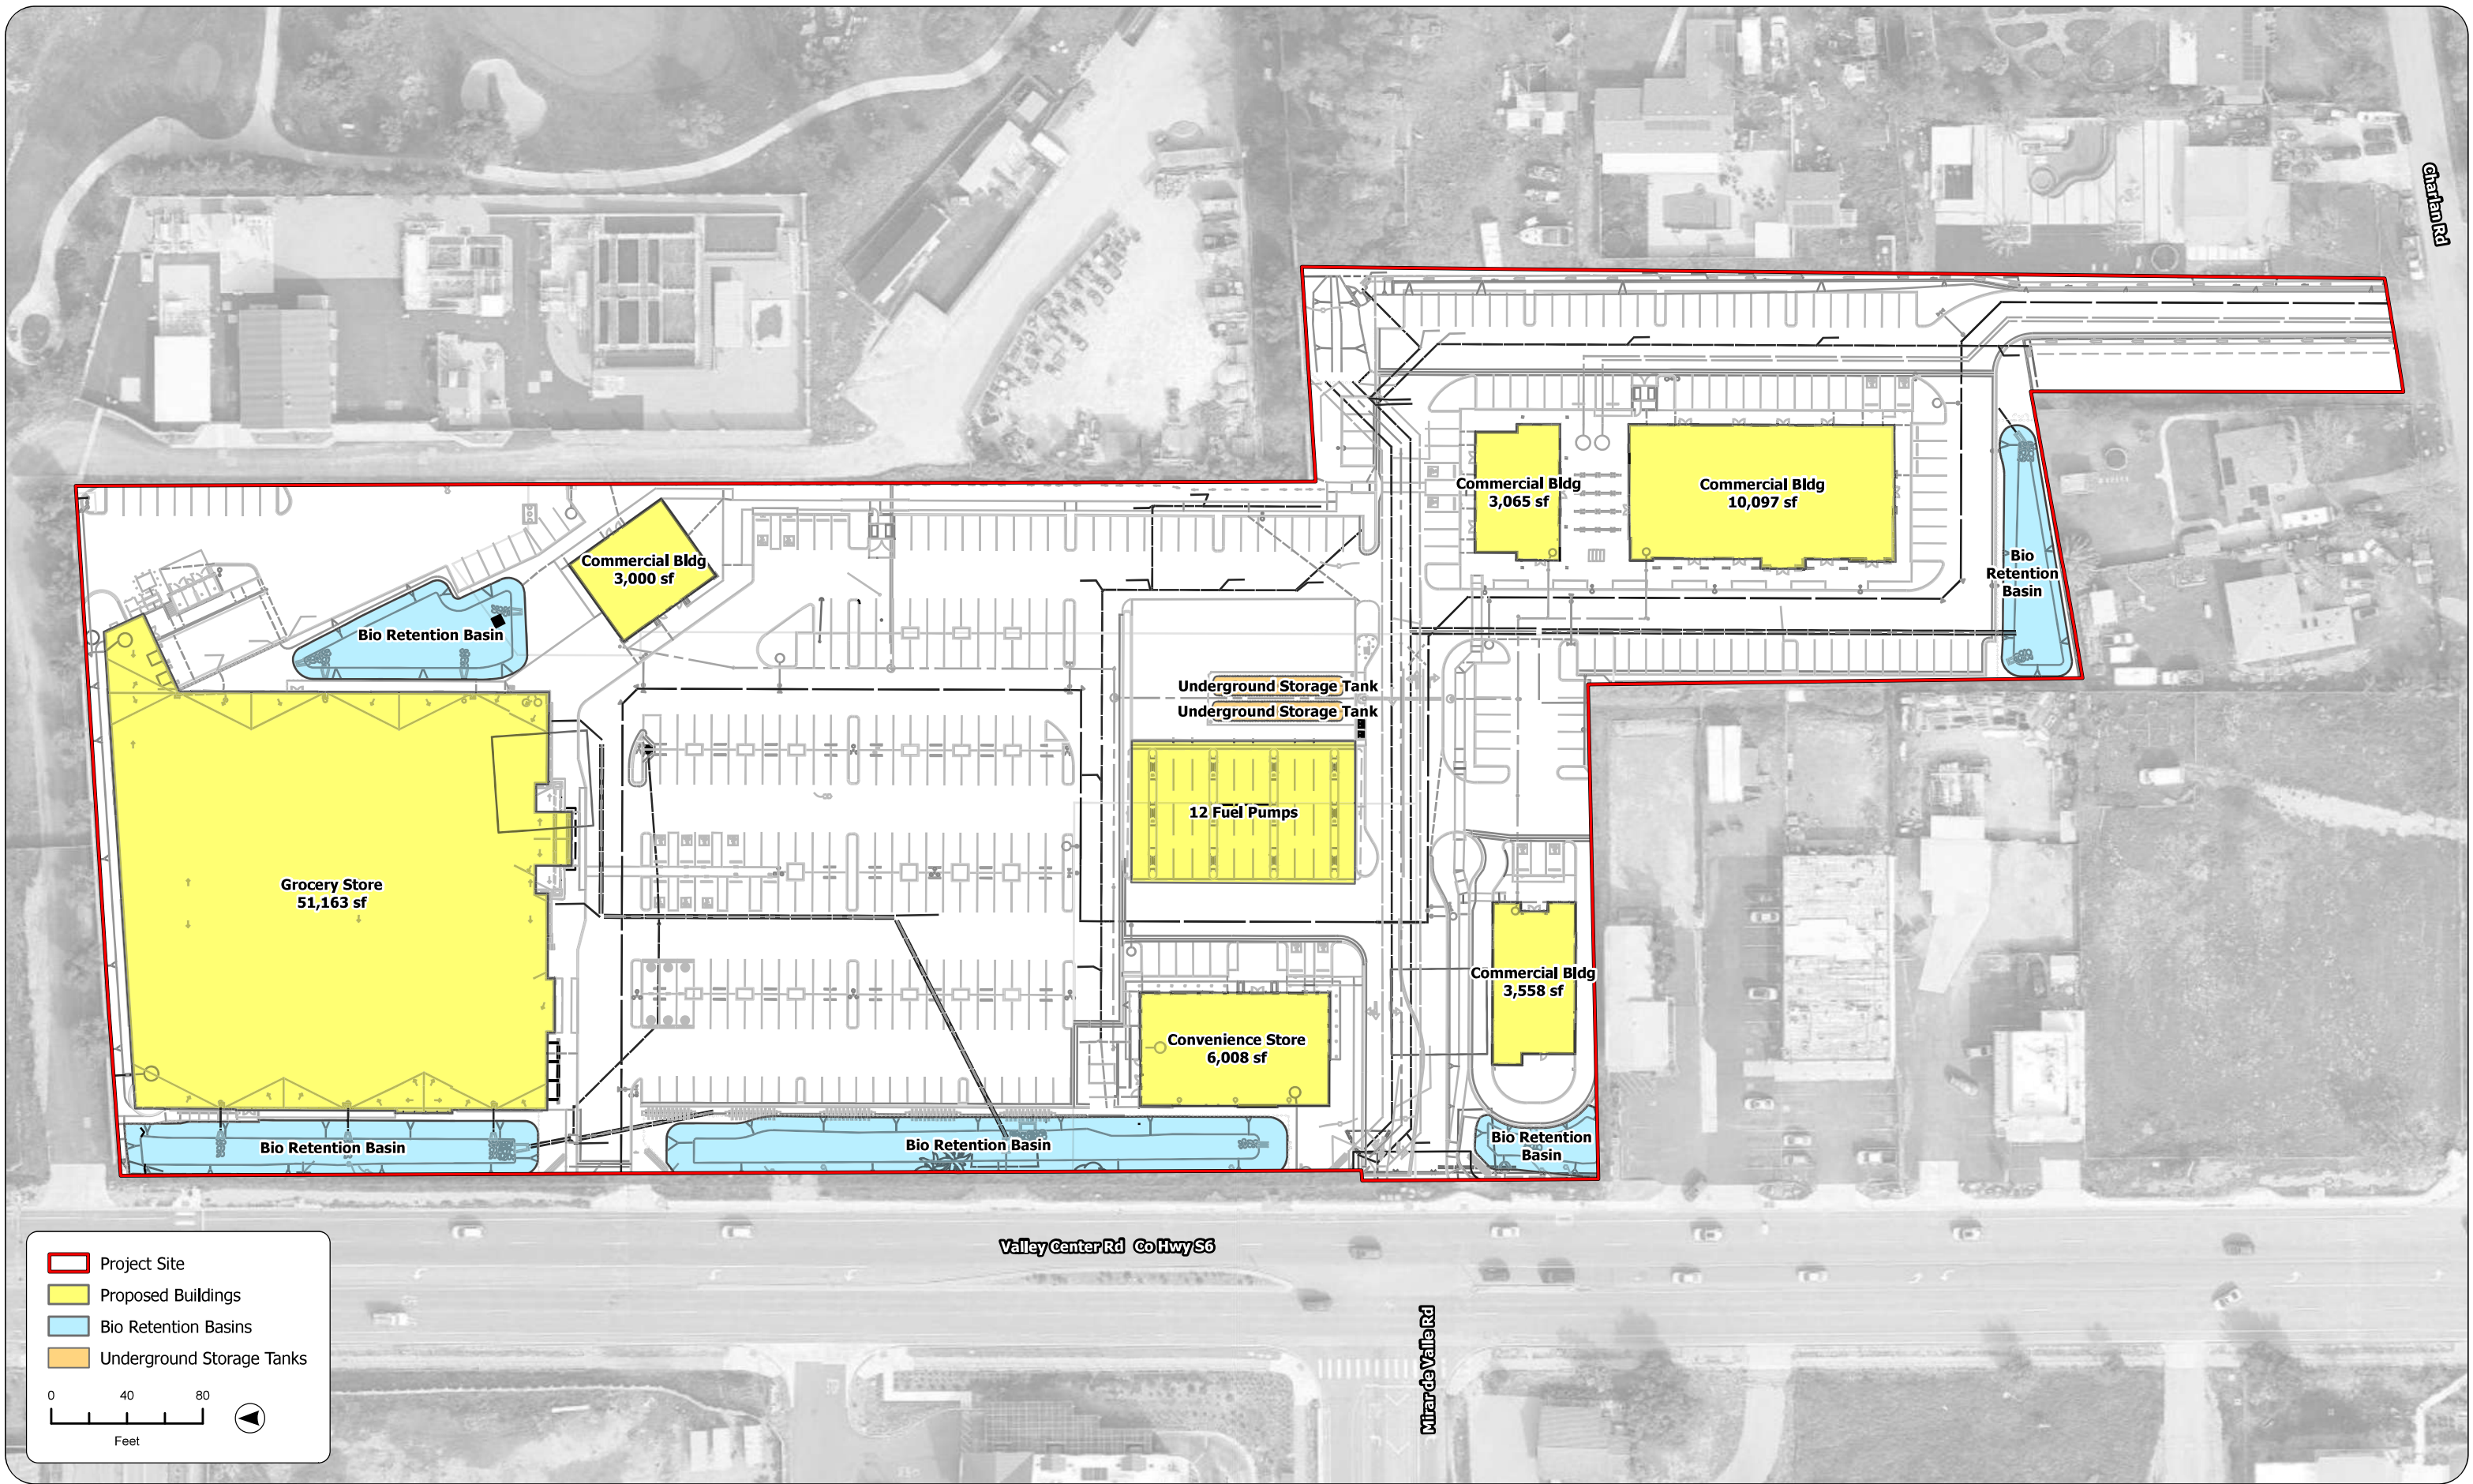 Charlan Rd
Commercial Bldg
3,065 sf
Commercial Bldg
10,097 sf
Commercial Bldg
3,000 sf
Bio
Retention
Basin
Bio Retention Basin
Underground Storage Tank
Underground Storage Tank
12 Fuel Pumps
Grocery Store
51,163 sf
Commercial Bldg
3,558 sf
Convenience Store
6,008 sf
Bio Retention Basin
Bio Retention Basin
Bio Retention
Basin
Valley Center Rd Co Hwy S6
Mirar de Valle Rd
Project Site
Proposed Buildings
Bio Retention Basins
Underground Storage Tanks
0 40 80
Feet